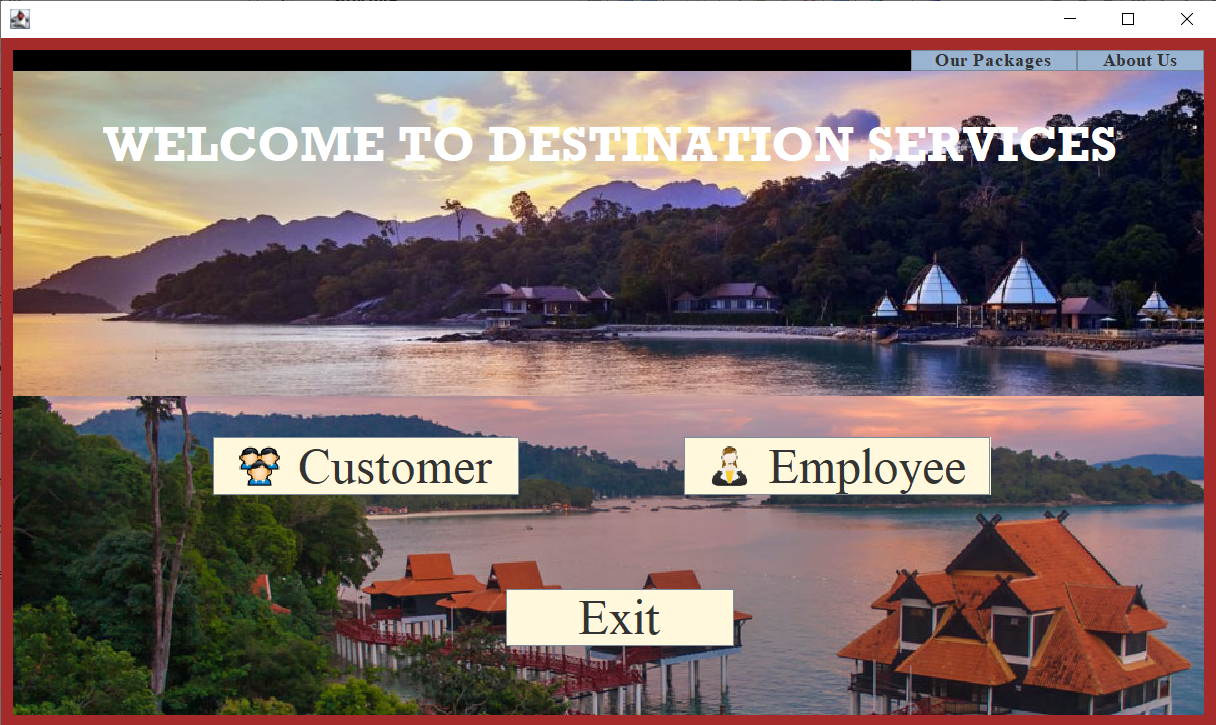 Our Packages About Us
WELCOME TO DESTINATION SERVICES
Customer Employee
Exit